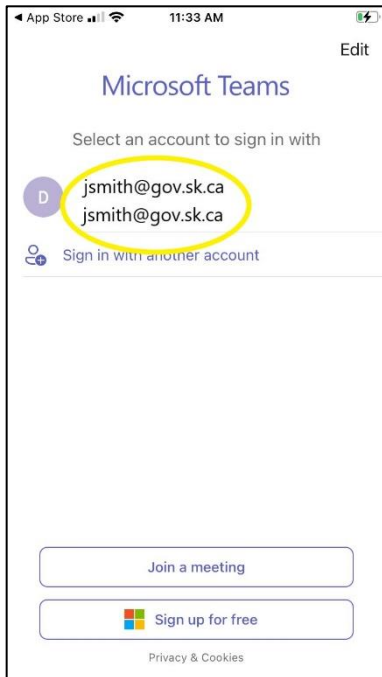 App Store 11:33 AM
Edit
Microsoft Teams
Select an account to sign in with
D
jsmith@gov.sk.ca
jsmith@gov.sk.ca
Sign in with another account
Join a meeting
Sign up for free
Privacy & Cookies